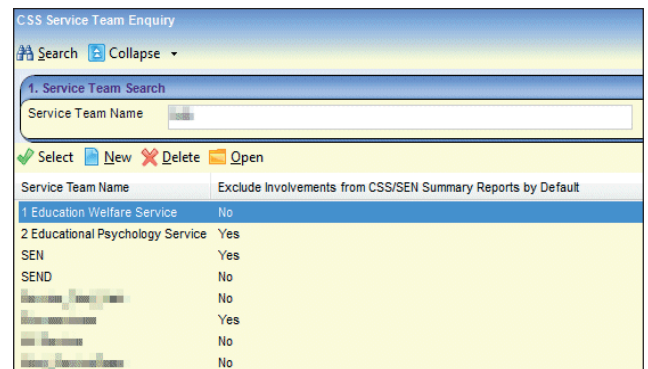 CSS Service Team Enquiry
Search Collapse
1. Service Team Search
Service Team Name
Select New Delete Open
Service Team Name Exclude Involvements from CSS/SEN Summary Reports by Default
1 Education Welfare Service No
2 Educational Psychology Service Yes
SEN Yes
SEND No
No
Yes
No
No